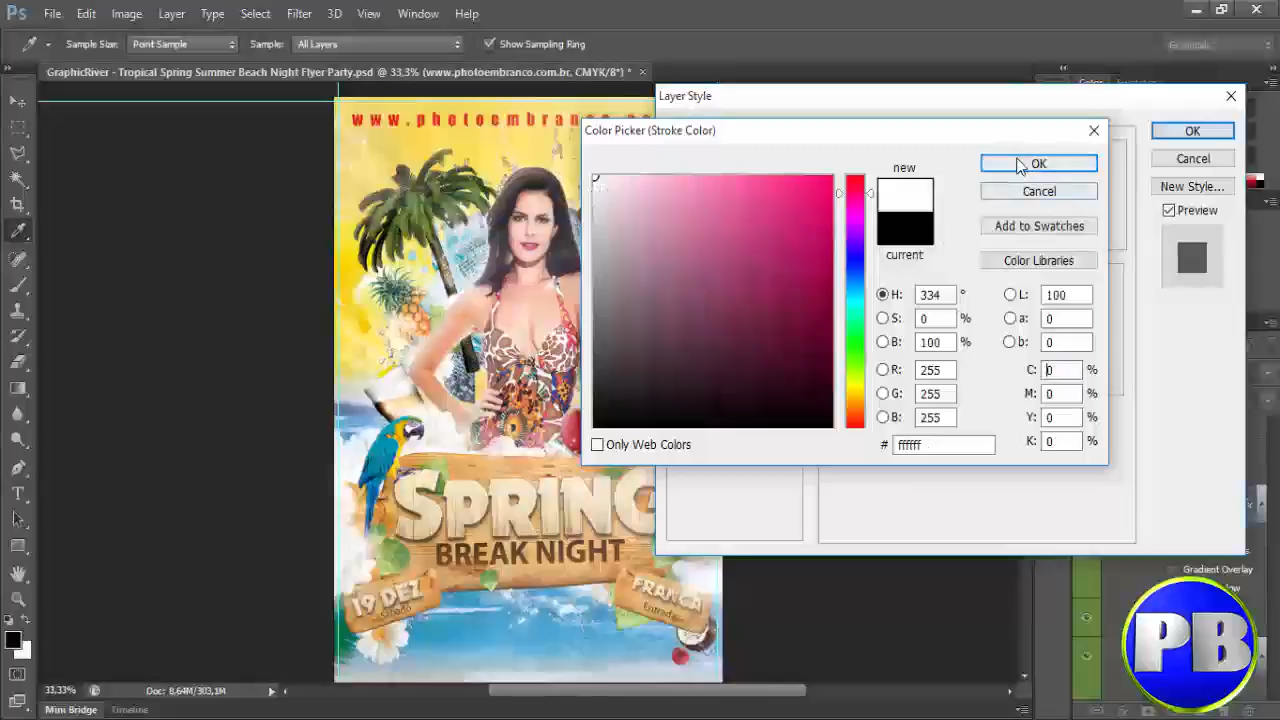 Ps File Edit Image Layer Type Select Filter 3D View Window Help
Sample Size: Point Sample Sample: All Layers Show Sampling Ring
GraphicRiver - Tropical Spring Summer Beach Night Flyer Party.psd @ 33,3% (www.photoembranco.com.br, CMYK/8*) *
Layer Style
OK
Cancel
New Style...
Preview
Color Picker (Stroke Color)
new
current
OK
Cancel
Add to Swatches
Color Libraries
H: 334 °
S: 0 %
B: 100 %
R: 255
G: 255
B: 255
# ffffff
L: 100
a: 0
b: 0
C: 0 %
M: 0 %
Y: 0 %
K: 0 %
Only Web Colors
www.photoembranco
SPRING
BREAK NIGHT
19 DEZ
Sábado
FRANCA
Gradient Overlay
PB
33,33% Doc: 8,64M/303,1M
Mini Bridge Timeline